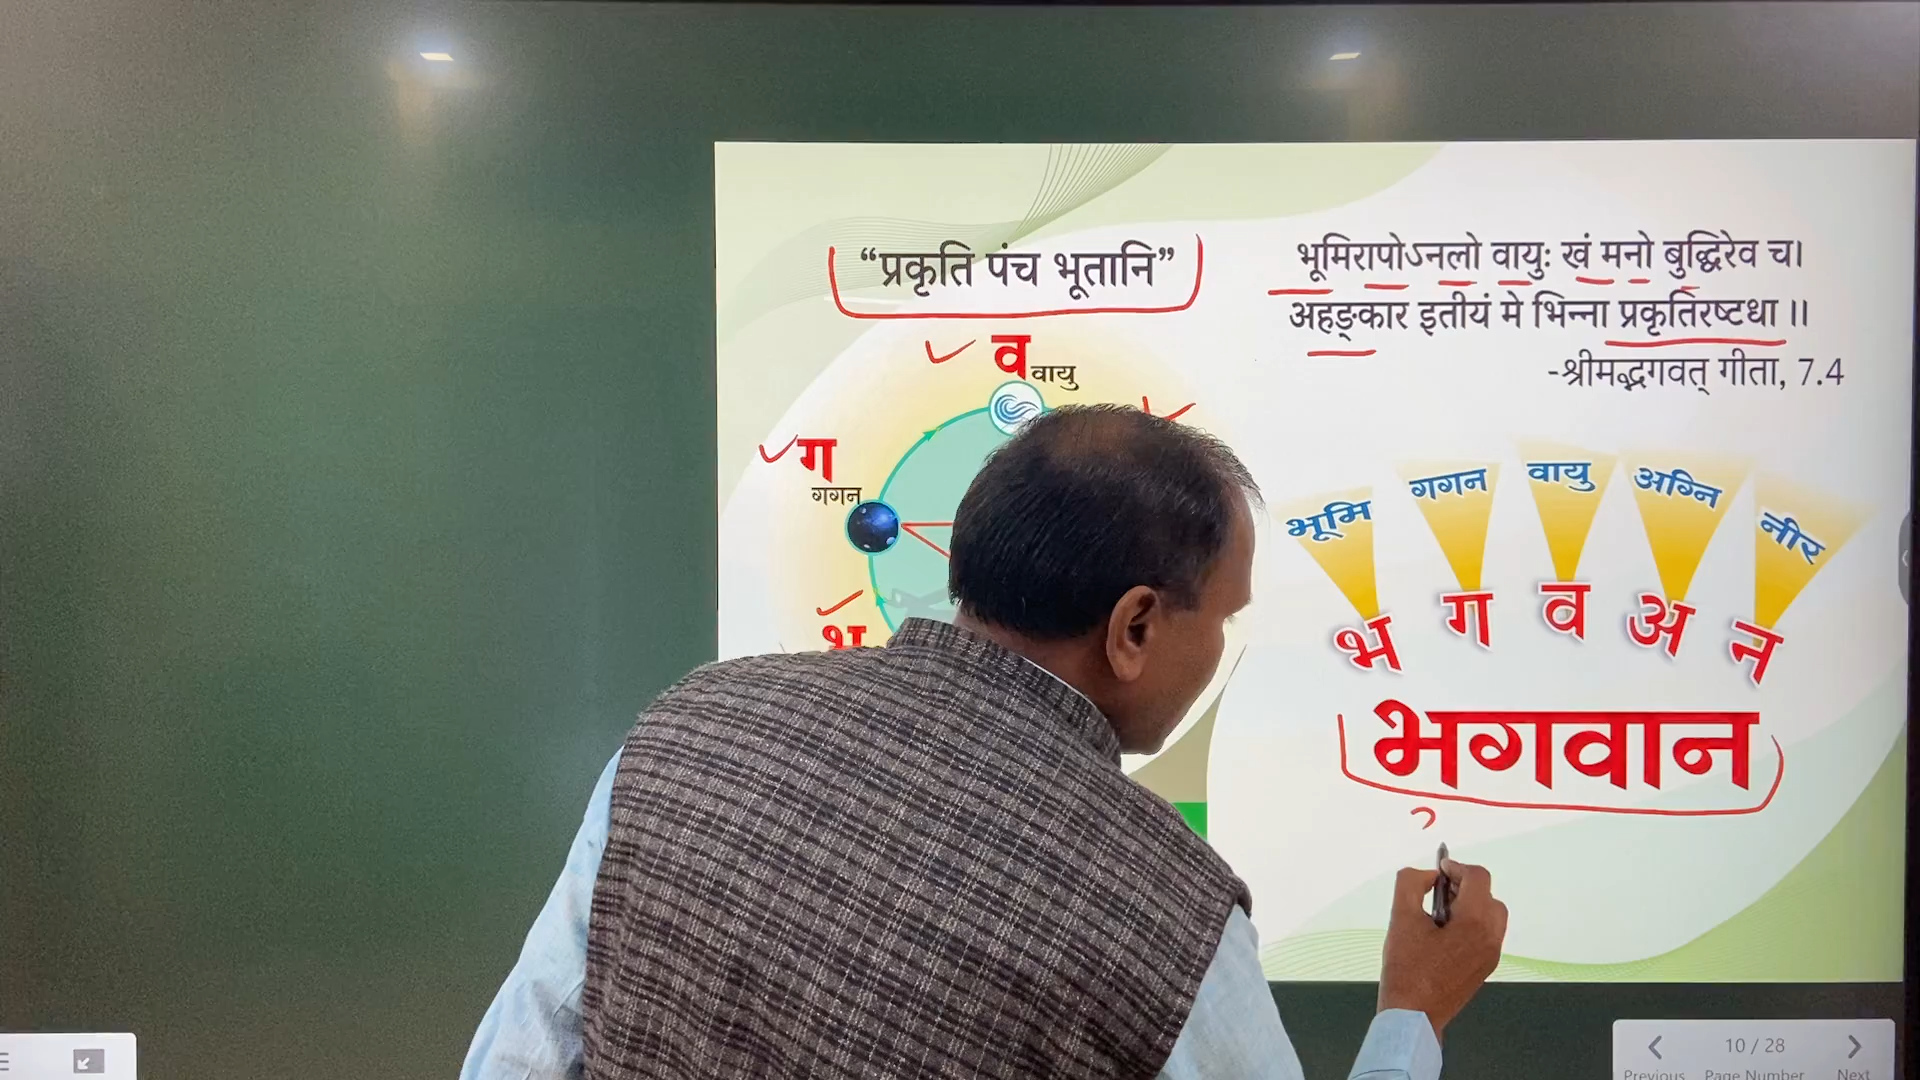 “प्रकृति पंच भूतानि”
व
वायु
ग
गगन
भ
भूमिरापोऽनलो वायुः खं मनो बुद्धिरेव च।
अहङ्कार इतीयं मे भिन्ना प्रकृतिरष्टधा ।।
-श्रीमद्भगवत् गीता, 7.4
भूमि गगन वायु अग्नि नीर
भ ग व अ न
भगवान
10 / 28
Previous Page Number Next